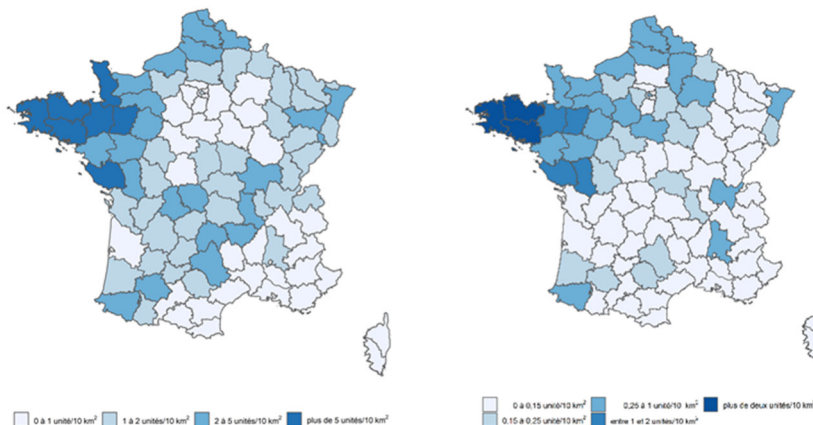 0 à 1 unité/10 km²
1 à 2 unités/10 km²
2 à 5 unités/10 km²
plus de 5 unités/10 km²
0 à 0,15 unité/10 km²
0,25 à 1 unité/10 km²
plus de deux unités/10 km²
0,15 à 0,25 unité/10 km²
entre 1 et 2 unités/10 km²